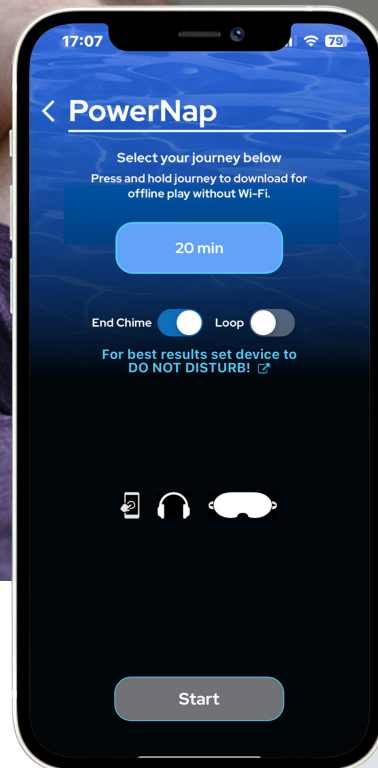 17:07
79
PowerNap
Select your journey below
Press and hold journey to download for
offline play without Wi-Fi.
20 min
End Chime
Loop
For best results set device to
DO NOT DISTURB!
Start